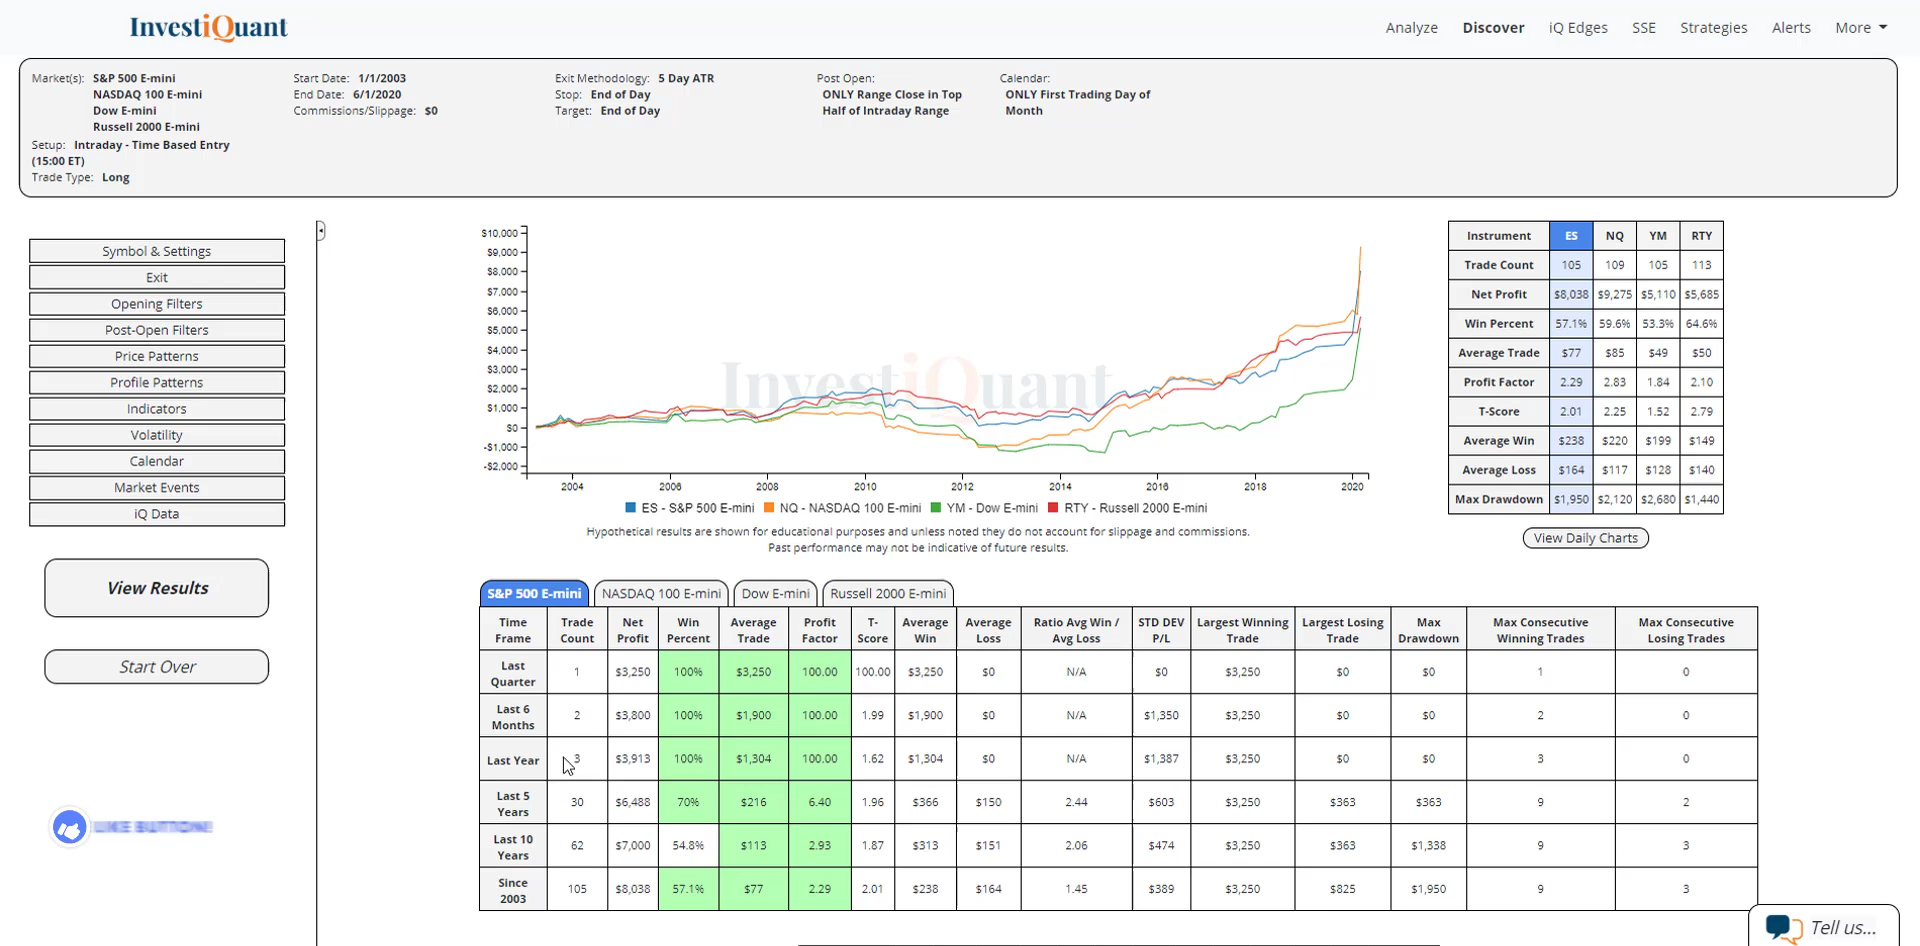 InvestiQuant
Analyze Discover iQ Edges SSE Strategies Alerts More
Market(s): S&P 500 E-mini
NASDAQ 100 E-mini
Dow E-mini
Russell 2000 E-mini
Setup: Intraday - Time Based Entry
(15:00 ET)
Trade Type: Long
Start Date: 1/1/2003
End Date: 6/1/2020
Commissions/Slippage: $0
Exit Methodology: 5 Day ATR
Stop: End of Day
Target: End of Day
Post Open:
ONLY Range Close in Top
Half of Intraday Range
Calendar:
ONLY First Trading Day of
Month
Symbol & Settings
Exit
Opening Filters
Post-Open Filters
Price Patterns
Profile Patterns
Indicators
Volatility
Calendar
Market Events
iQ Data
View Results
Start Over
LIKE BUTTON!
$10,000
$9,000
$8,000
$7,000
$6,000
$5,000
$4,000
$3,000
$2,000
$1,000
$0
-$1,000
-$2,000
InvestiQuant
2004 2006 2008 2010 2012 2014 2016 2018 2020
ES - S&P 500 E-mini NQ - NASDAQ 100 E-mini YM - Dow E-mini RTY - Russell 2000 E-mini
Hypothetical results are shown for educational purposes and unless noted they do not account for slippage and commissions.
Past performance may not be indicative of future results.
Instrument ES NQ YM RTY
Trade Count 105 109 105 113
Net Profit $8,038 $9,275 $5,110 $5,685
Win Percent 57.1% 59.6% 53.3% 64.6%
Average Trade $77 $85 $49 $50
Profit Factor 2.29 2.83 1.84 2.10
T-Score 2.01 2.25 1.52 2.79
Average Win $238 $220 $199 $149
Average Loss $164 $117 $128 $140
Max Drawdown $1,950 $2,120 $2,680 $1,440
View Daily Charts
S&P 500 E-mini NASDAQ 100 E-mini Dow E-mini Russell 2000 E-mini
Time Trade Net Win Average Profit T- Average Average Ratio Avg Win / STD DEV Largest Winning Largest Losing Max Max Consecutive Max Consecutive
Frame Count Profit Percent Trade Factor Score Win Loss Avg Loss P/L Trade Trade Drawdown Winning Trades Losing Trades
Last
Quarter 1 $3,250 100% $3,250 100.00 100.00 $3,250 $0 N/A $0 $3,250 $0 $0 1 0
Last 6
Months 2 $3,800 100% $1,900 100.00 1.99 $1,900 $0 N/A $1,350 $3,250 $0 $0 2 0
Last Year 3 $3,913 100% $1,304 100.00 1.62 $1,304 $0 N/A $1,387 $3,250 $0 $0 3 0
Last 5
Years 30 $6,488 70% $216 6.40 1.96 $366 $150 2.44 $603 $3,250 $363 $363 9 2
Last 10
Years 62 $7,000 54.8% $113 2.93 1.87 $313 $151 2.06 $474 $3,250 $363 $1,338 9 3
Since
2003 105 $8,038 57.1% $77 2.29 2.01 $238 $164 1.45 $389 $3,250 $825 $1,950 9 3
Tell us...